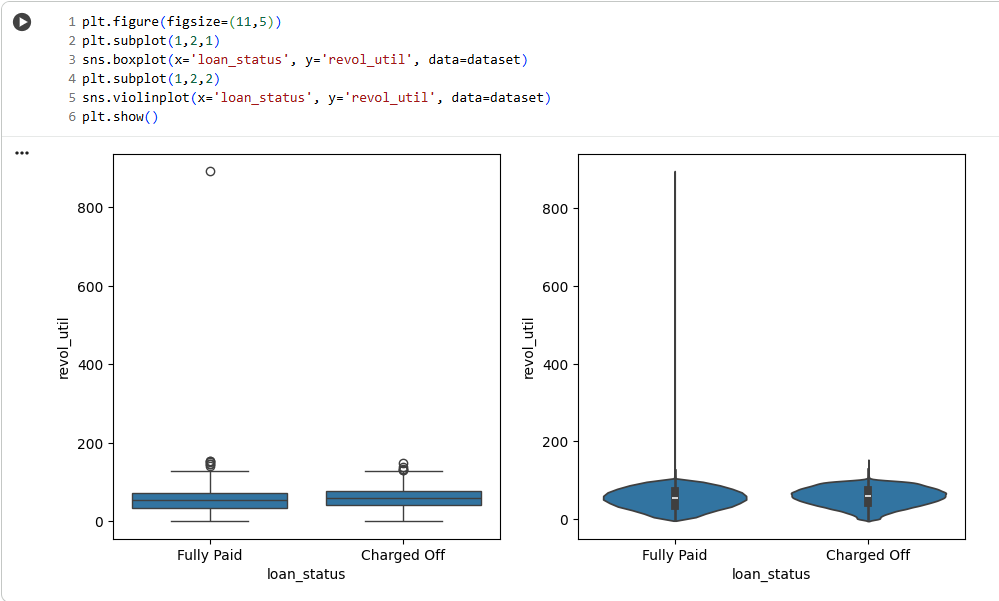 1 plt.figure(figsize=(11,5))
2 plt.subplot(1,2,1)
3 sns.boxplot(x='loan_status', y='revol_util', data=dataset)
4 plt.subplot(1,2,2)
5 sns.violinplot(x='loan_status', y='revol_util', data=dataset)
6 plt.show()
800
600
400
200
0
revol_util
Fully Paid
Charged Off
loan_status
800
600
400
200
0
revol_util
Fully Paid
Charged Off
loan_status